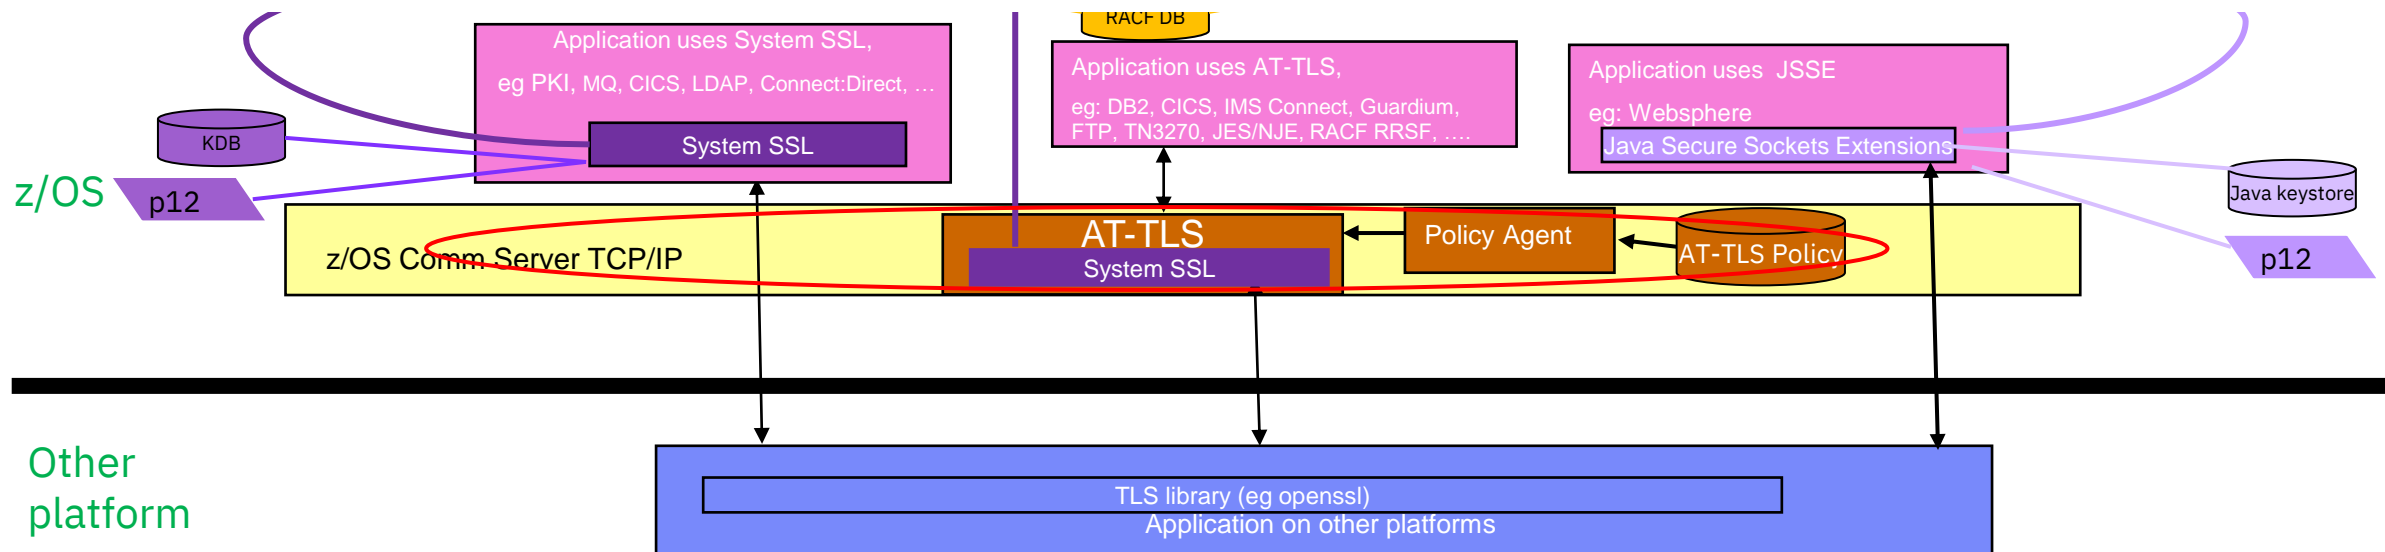 RACF DB
Application uses System SSL,
eg PKI, MQ, CICS, LDAP, Connect:Direct, …
System SSL
Application uses AT-TLS,
eg: DB2, CICS, IMS Connect, Guardium,
FTP, TN3270, JES/NJE, RACF RRSF, ….
Application uses JSSE
eg: Websphere
Java Secure Sockets Extensions
KDB
z/OS
p12
Java keystore
p12
z/OS Comm Server TCP/IP
AT-TLS
System SSL
Policy Agent
AT-TLS Policy
Other
platform
TLS library (eg openssl)
Application on other platforms